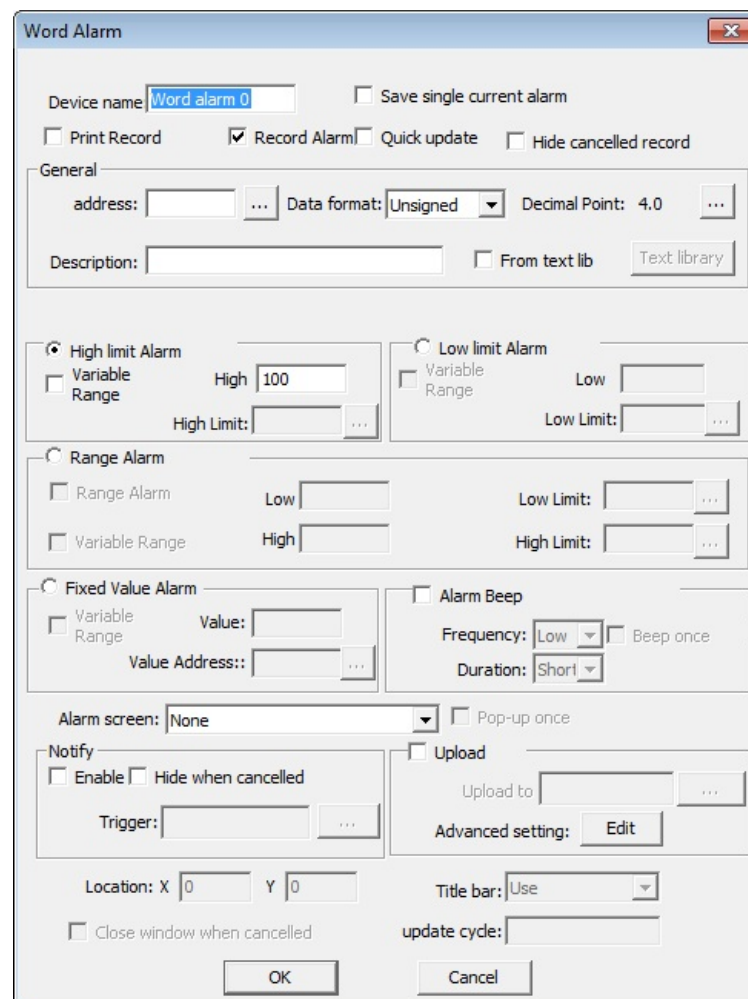 Word Alarm
Device name Word alarm 0 Save single current alarm
Print Record Record Alarm Quick update Hide cancelled record
General
address: ... Data format: Unsigned Decimal Point: 4.0 ...
Description: From text lib Text library
High limit Alarm Low limit Alarm
Variable Range High 100 Variable Range Low
High Limit: ... Low Limit: ...
Range Alarm
Range Alarm Low Low Limit: ...
Variable Range High High Limit: ...
Fixed Value Alarm Alarm Beep
Variable Range Value: Frequency: Low Beep once
Value Address:: ... Duration: Short
Alarm screen: None Pop-up once
Notify Upload
Enable Hide when cancelled Upload to ...
Trigger: ... Advanced setting: Edit
Location: X 0 Y 0 Title bar: Use
Close window when cancelled update cycle:
OK Cancel